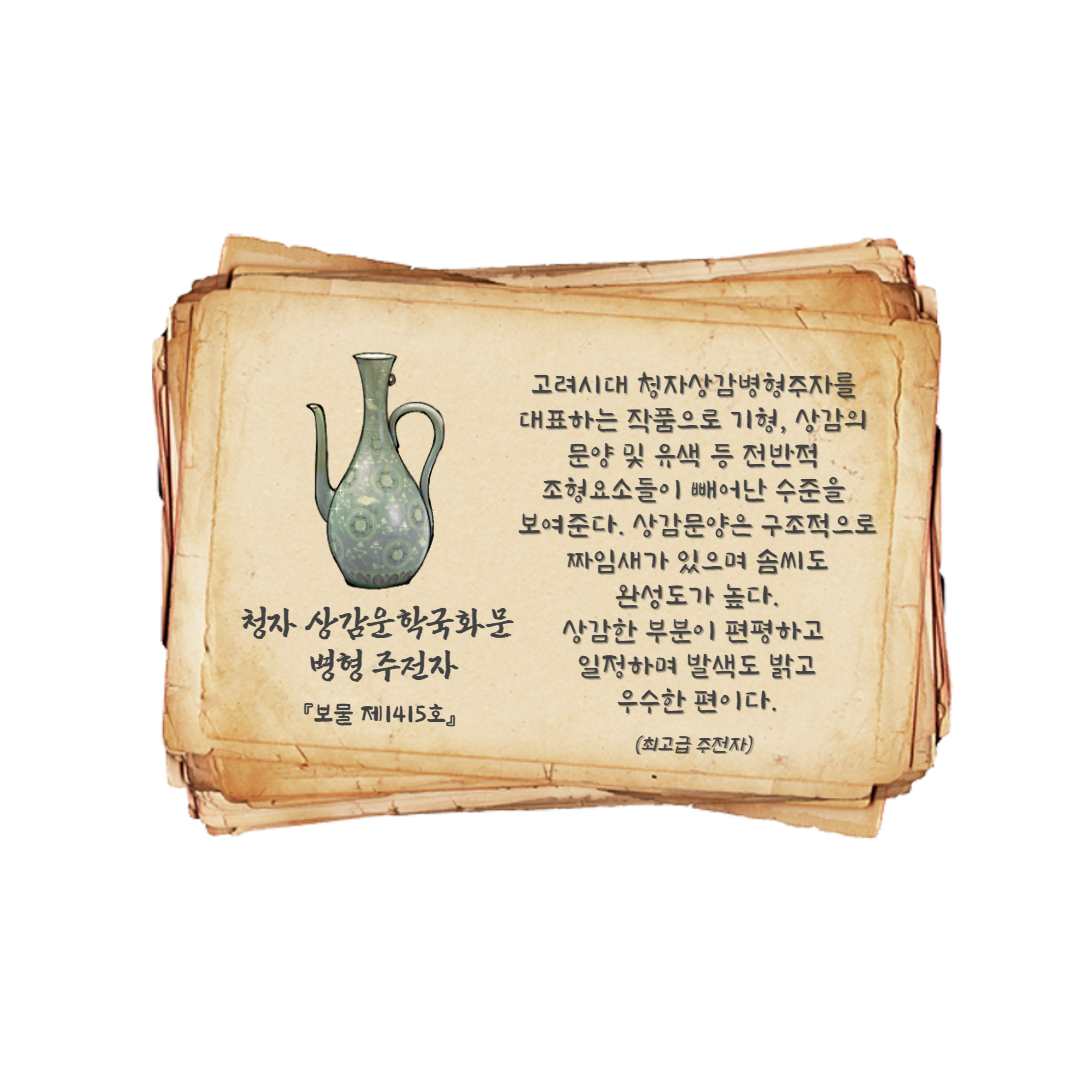 청자 상감운학국화문
병형 주전자
『보물 제1415호』
고려시대 청자상감병형주자를
대표하는 작품으로 기형, 상감의
문양 및 유색 등 전반적
조형요소들이 빼어난 수준을
보여준다. 상감문양은 구조적으로
짜임새가 있으며 솜씨도
완성도가 높다.
상감한 부분이 편평하고
일정하며 발색도 밝고
우수한 편이다.
(최고급 주전자)